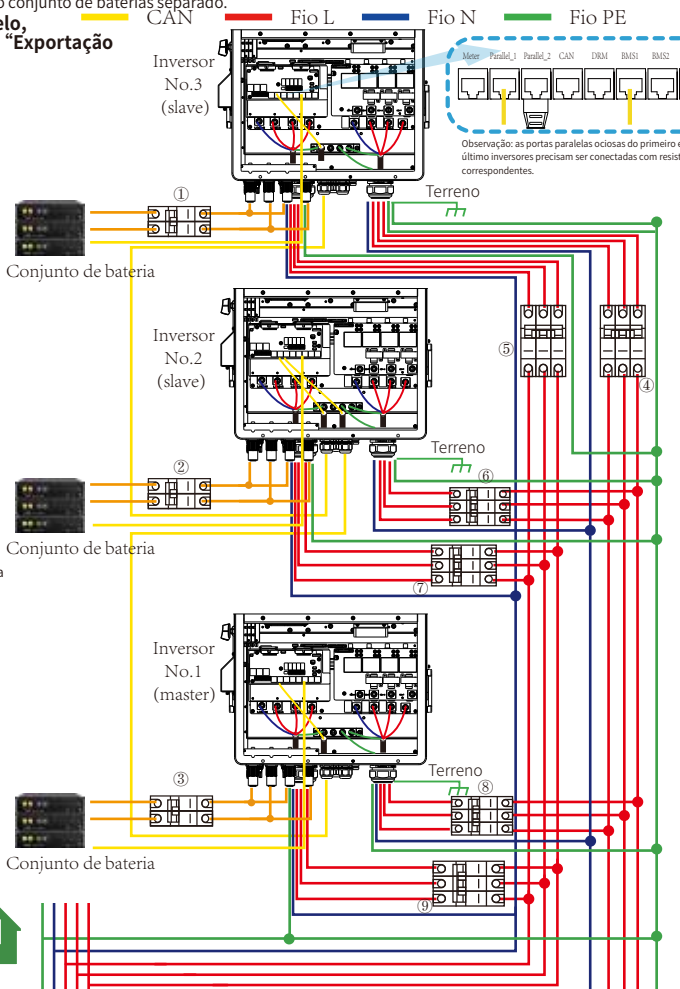 o conjunto de baterias separado.
elo,
“Exportação
CAN
Fio L
Fio N
Fio PE
Inversor
No.3
(slave)
Meter
Parallel_1
Parallel_2
CAN
DRM
BMS1
BMS2
Observação: as portas paralelas ociosas do primeiro e
último inversores precisam ser conectadas com resist
correspondentes.
①
Terreno
Conjunto de bateria
Inversor
No.2
(slave)
⑤
④
②
Terreno
⑥
Conjunto de bateria
a
⑦
Inversor
No.1
(master)
③
Terreno
⑧
Conjunto de bateria
⑨